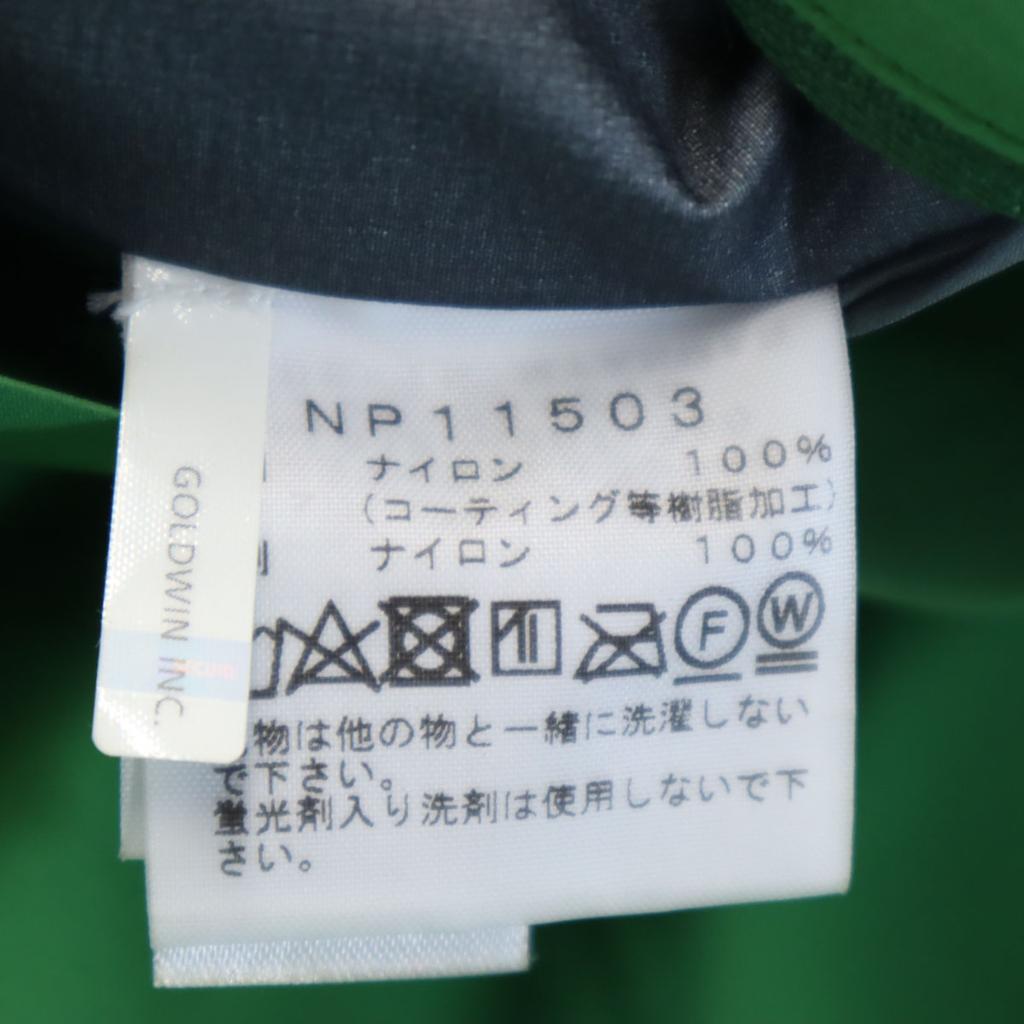 NP11503
ナイロン 100%
(コーティング等樹脂加工)
ナイロン 100%
F W
物は他の物と一緒に洗濯しない
で下さい。
蛍光剤入り洗剤は使用しないで下
さい。
GOLDWIN INC.